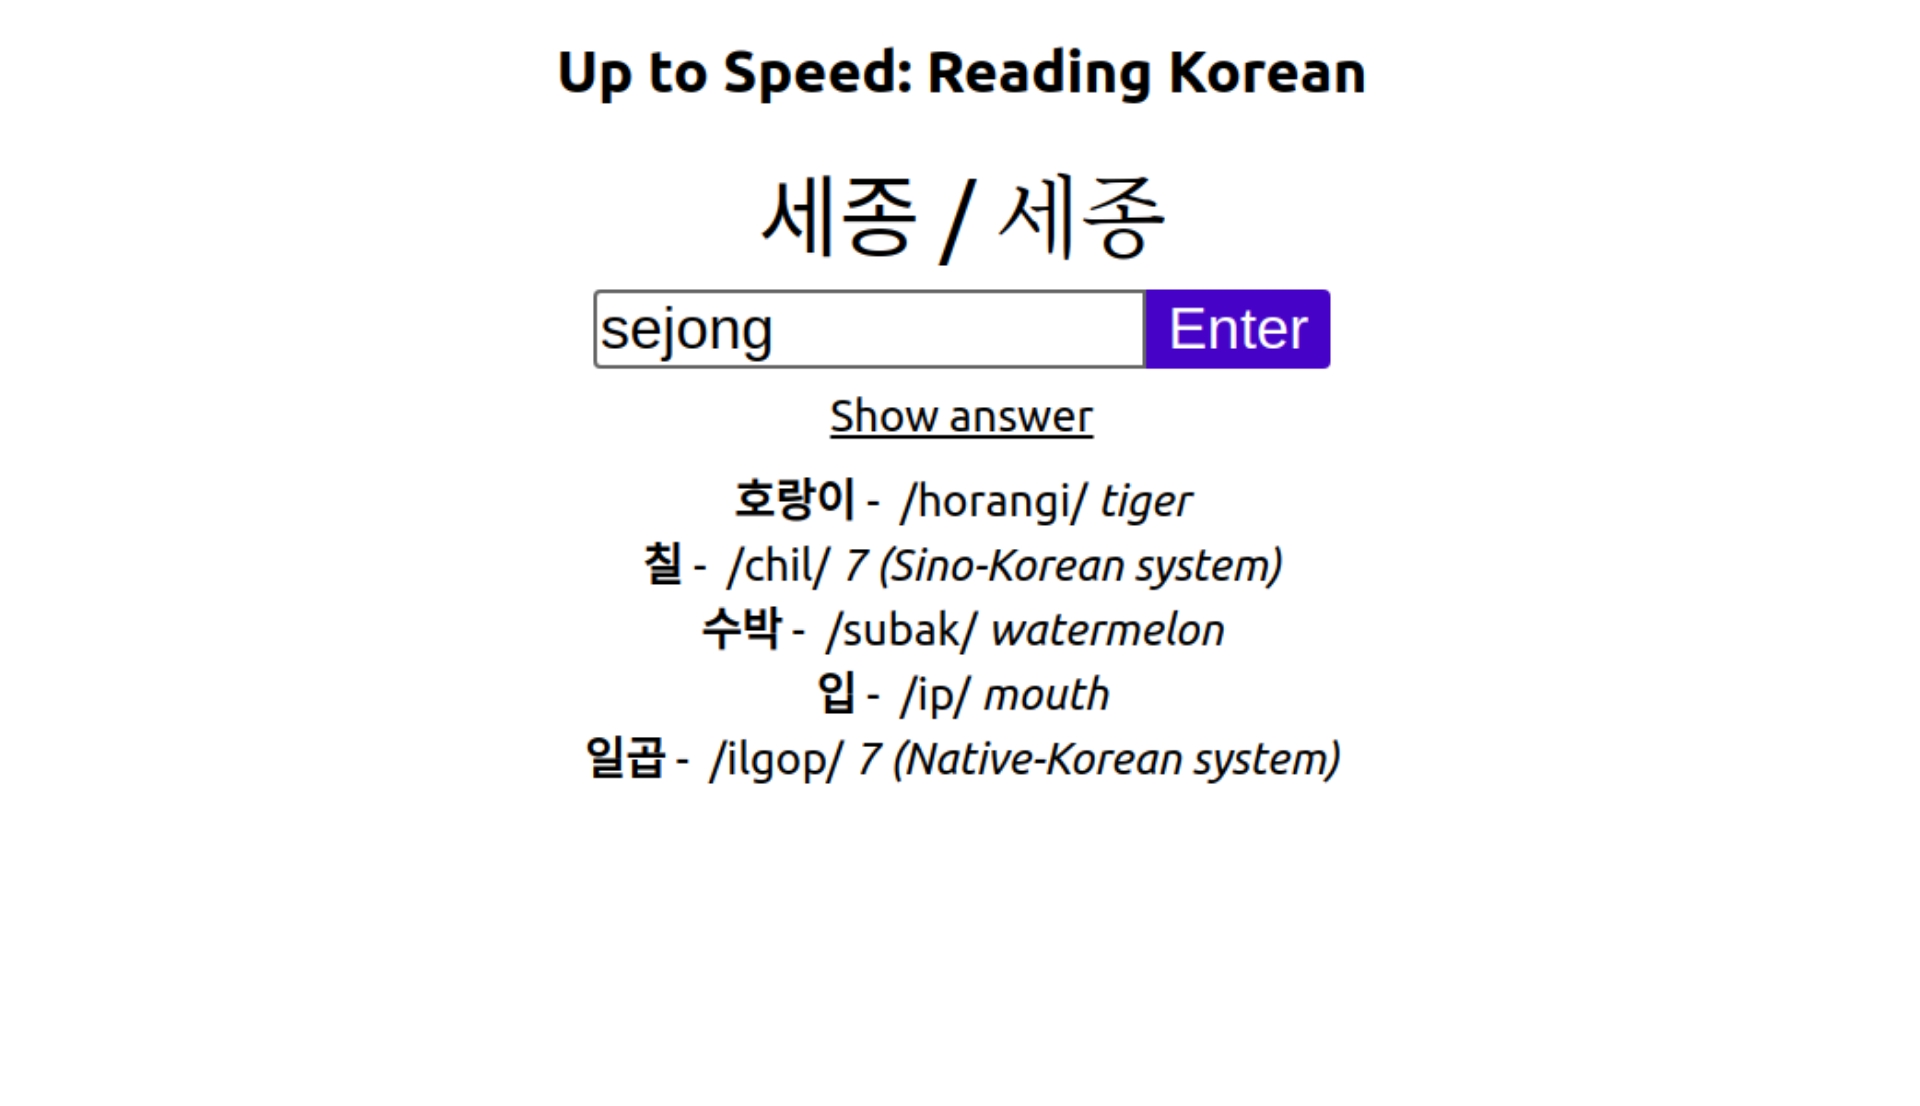 Up to Speed: Reading Korean
세종 / 세종
sejong Enter
Show answer
호랑이 - /horangi/ tiger
칠 - /chil/ 7 (Sino-Korean system)
수박 - /subak/ watermelon
입 - /ip/ mouth
일곱 - /ilgop/ 7 (Native-Korean system)